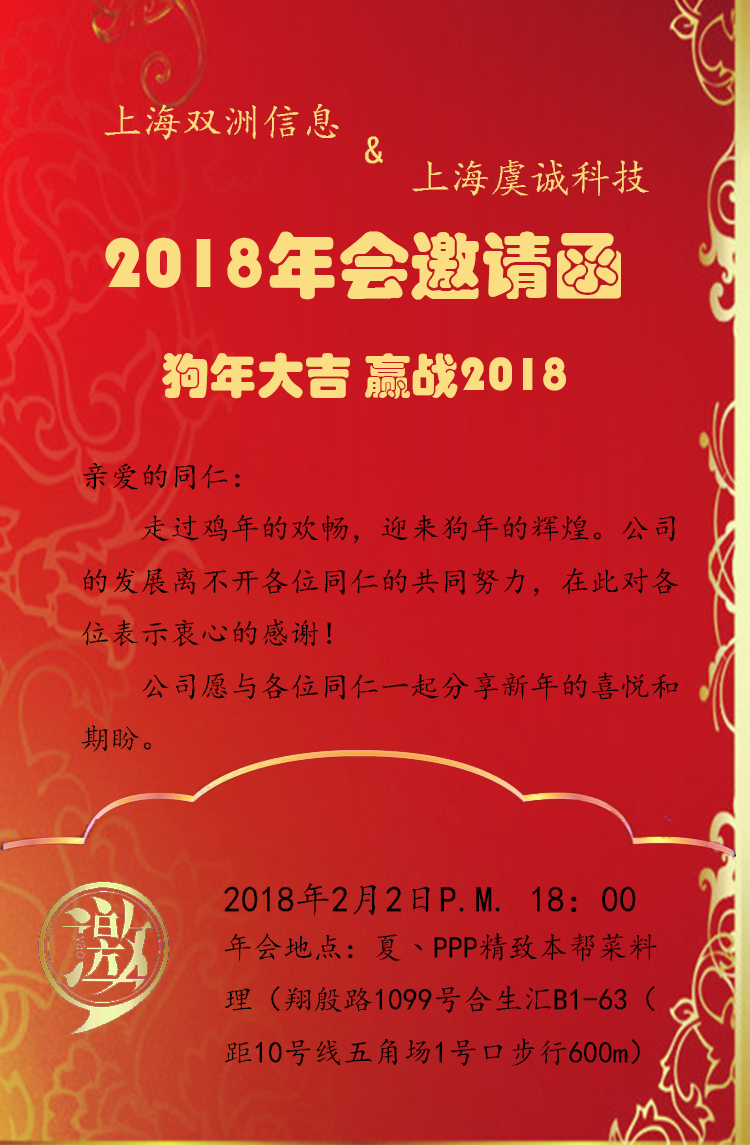 上海双洲信息
&
上海虞诚科技
2018年会邀请函
狗年大吉 赢战2018
亲爱的同仁：
走过鸡年的欢畅，迎来狗年的辉煌。公司
的发展离不开各位同仁的共同努力，在此对各
位表示衷心的感谢！
公司愿与各位同仁一起分享新年的喜悦和
期盼。
邀
2018年2月2日P.M. 18：00
年会地点：夏、PPP精致本帮菜料
理（翔殷路1099号合生汇B1-63（
距10号线五角场1号口步行600m）